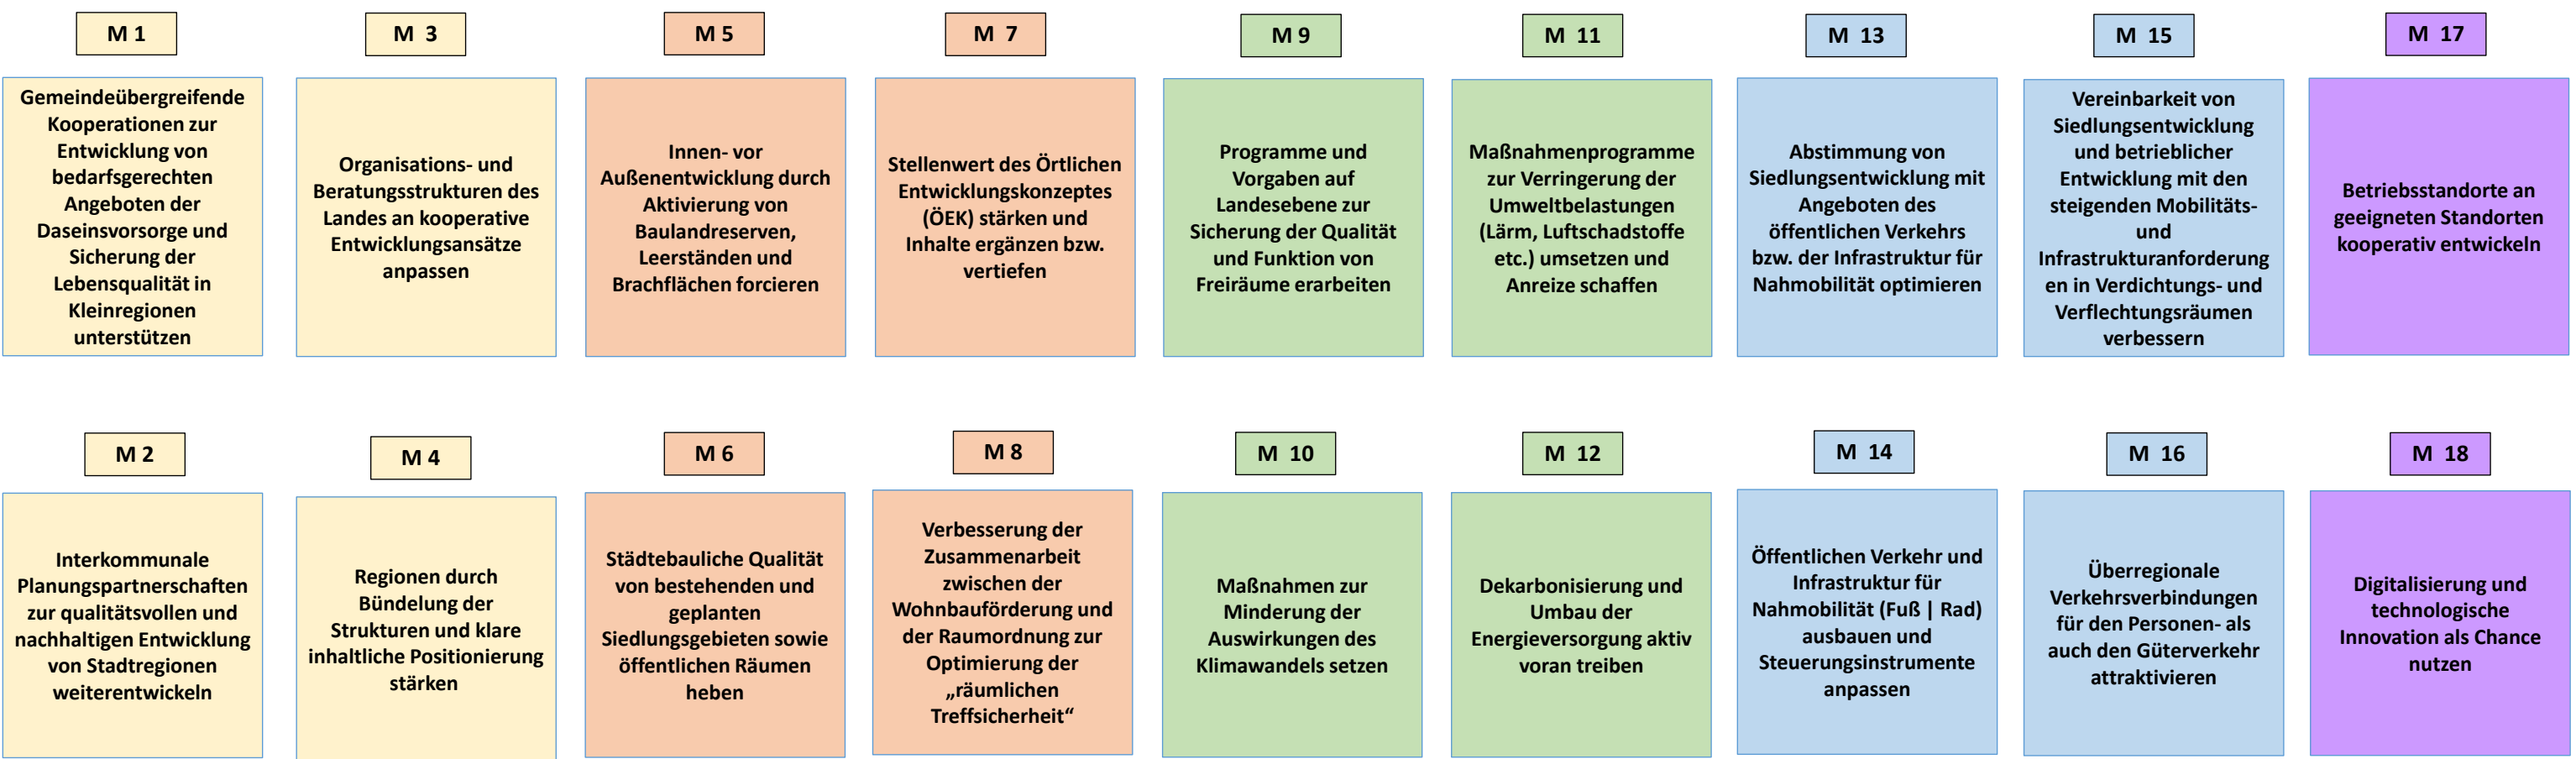 M 1
Gemeindeübergreifende
Kooperationen zur
Entwicklung von
bedarfsgerechten
Angeboten der
Daseinsvorsorge und
Sicherung der
Lebensqualität in
Kleinregionen
unterstützen
M 3
Organisations- und
Beratungsstrukturen des
Landes an kooperative
Entwicklungsansätze
anpassen
M 5
Innen- vor
Außenentwicklung durch
Aktivierung von
Baulandreserven,
Leerständen und
Brachflächen forcieren
M 7
Stellenwert des Örtlichen
Entwicklungskonzeptes
(ÖEK) stärken und
Inhalte ergänzen bzw.
vertiefen
M 9
Programme und
Vorgaben auf
Landesebene zur
Sicherung der Qualität
und Funktion von
Freiräume erarbeiten
M 11
Maßnahmenprogramme
zur Verringerung der
Umweltbelastungen
(Lärm, Luftschadstoffe
etc.) umsetzen und
Anreize schaffen
M 13
Abstimmung von
Siedlungsentwicklung mit
Angeboten des
öffentlichen Verkehrs
bzw. der Infrastruktur für
Nahmobilität optimieren
M 15
Vereinbarkeit von
Siedlungsentwicklung
und betrieblicher
Entwicklung mit den
steigenden Mobilitäts-
und
Infrastrukturanforderung
en in Verdichtungs- und
Verflechtungsräumen
verbessern
M 17
Betriebsstandorte an
geeigneten Standorten
kooperativ entwickeln
M 2
Interkommunale
Planungspartnerschaften
zur qualitätsvollen und
nachhaltigen Entwicklung
von Stadtregionen
weiterentwickeln
M 4
Regionen durch
Bündelung der
Strukturen und klare
inhaltliche Positionierung
stärken
M 6
Städtebauliche Qualität
von bestehenden und
geplanten
Siedlungsgebieten sowie
öffentlichen Räumen
heben
M 8
Verbesserung der
Zusammenarbeit
zwischen der
Wohnbauförderung und
der Raumordnung zur
Optimierung der
„räumlichen
Treffsicherheit“
M 10
Maßnahmen zur
Minderung der
Auswirkungen des
Klimawandels setzen
M 12
Dekarbonisierung und
Umbau der
Energieversorgung aktiv
voran treiben
M 14
Öffentlichen Verkehr und
Infrastruktur für
Nahmobilität (Fuß | Rad)
ausbauen und
Steuerungsinstrumente
anpassen
M 16
Überregionale
Verkehrsverbindungen
für den Personen- als
auch den Güterverkehr
attraktivieren
M 18
Digitalisierung und
technologische
Innovation als Chance
nutzen